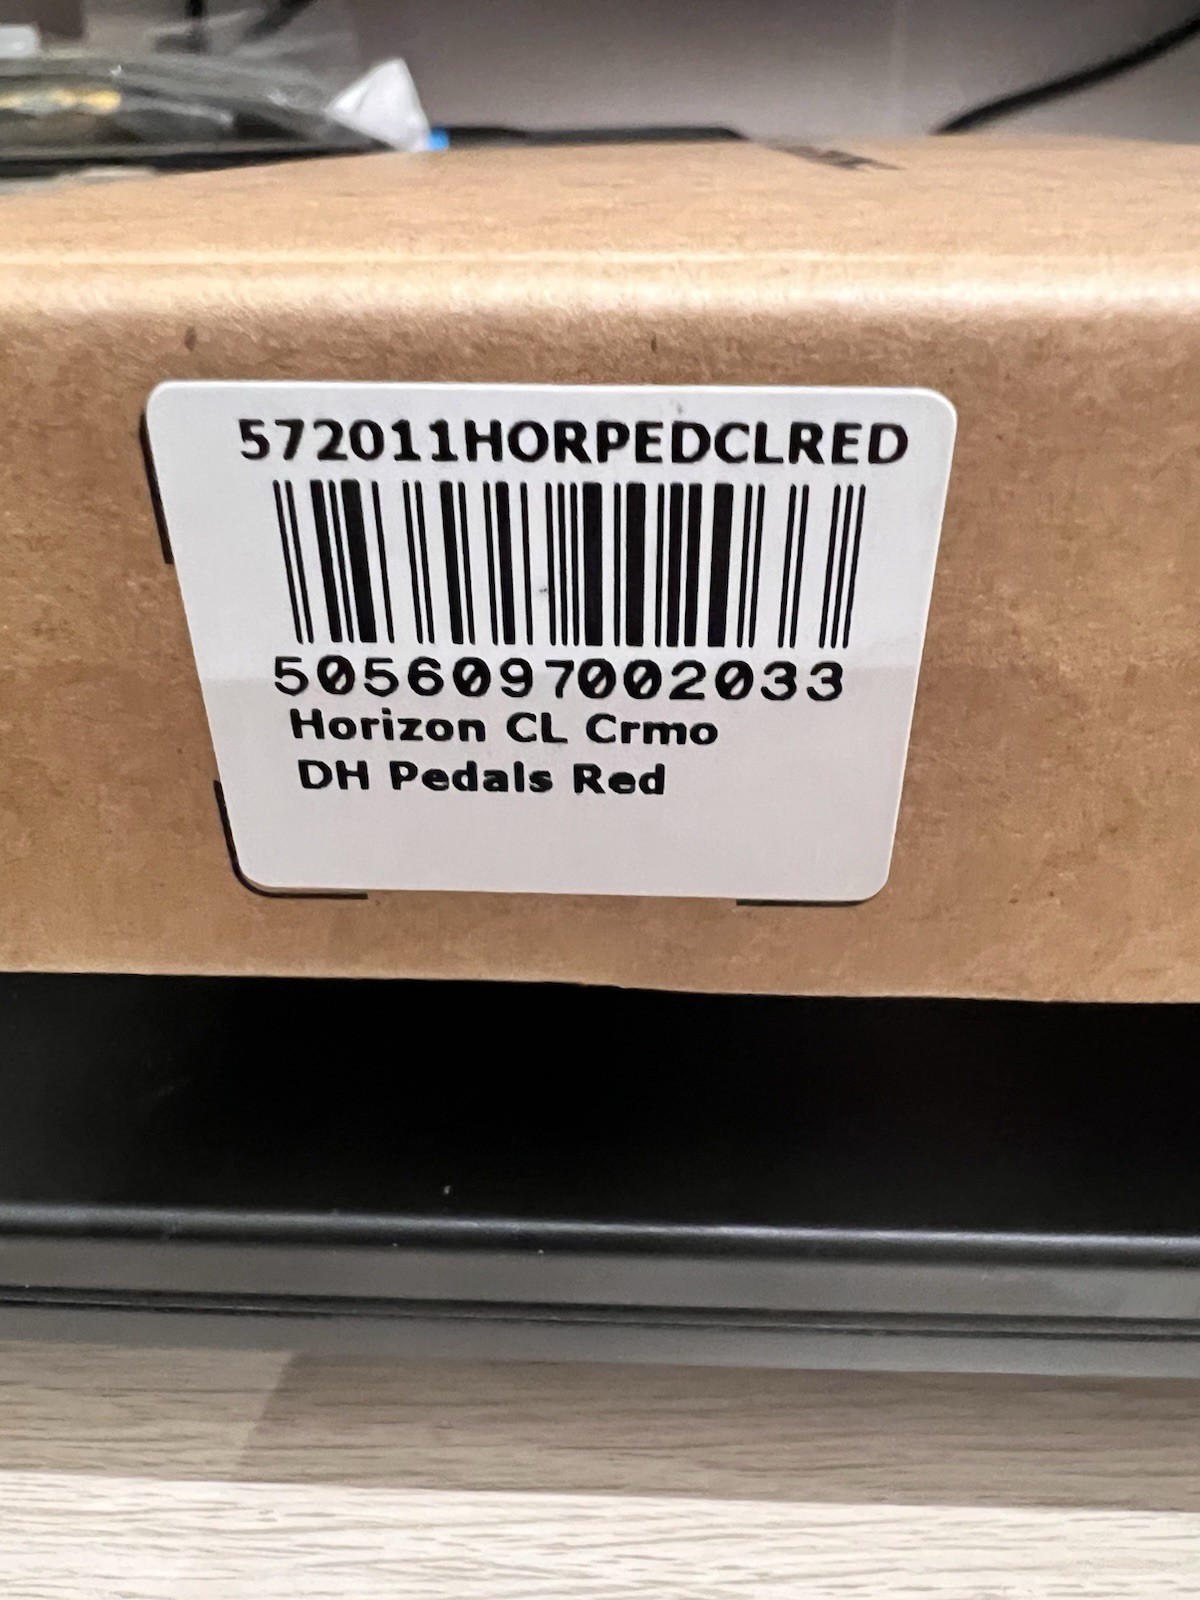 572011HORPEDCLRED
5056097002033
Horizon CL Crmo
DH Pedals Red